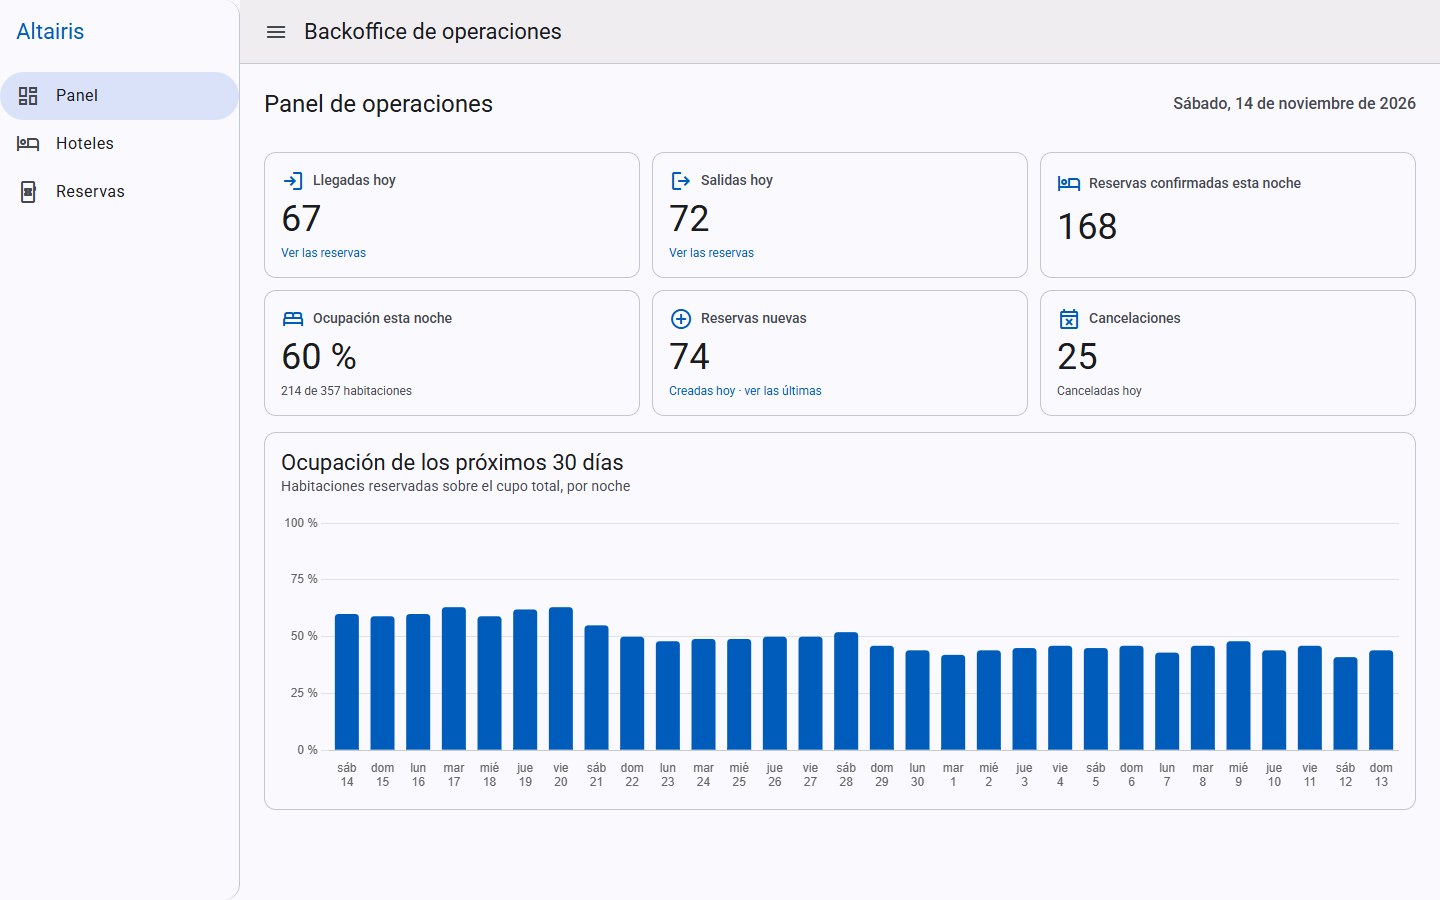 Altairis
Backoffice de operaciones
Panel
Hoteles
Reservas
Panel de operaciones
Sábado, 14 de noviembre de 2026
Llegadas hoy
67
Ver las reservas
Salidas hoy
72
Ver las reservas
Reservas confirmadas esta noche
168
Ocupación esta noche
60 %
214 de 357 habitaciones
Reservas nuevas
74
Creadas hoy · ver las últimas
Cancelaciones
25
Canceladas hoy
Ocupación de los próximos 30 días
Habitaciones reservadas sobre el cupo total, por noche
100 %
75 %
50 %
25 %
0 %
sáb dom lun mar mié jue vie sáb dom lun mar mié jue vie sáb dom lun mar mié jue vie sáb dom lun mar mié jue vie sáb dom
14 15 16 17 18 19 20 21 22 23 24 25 26 27 28 29 30 1 2 3 4 5 6 7 8 9 10 11 12 13